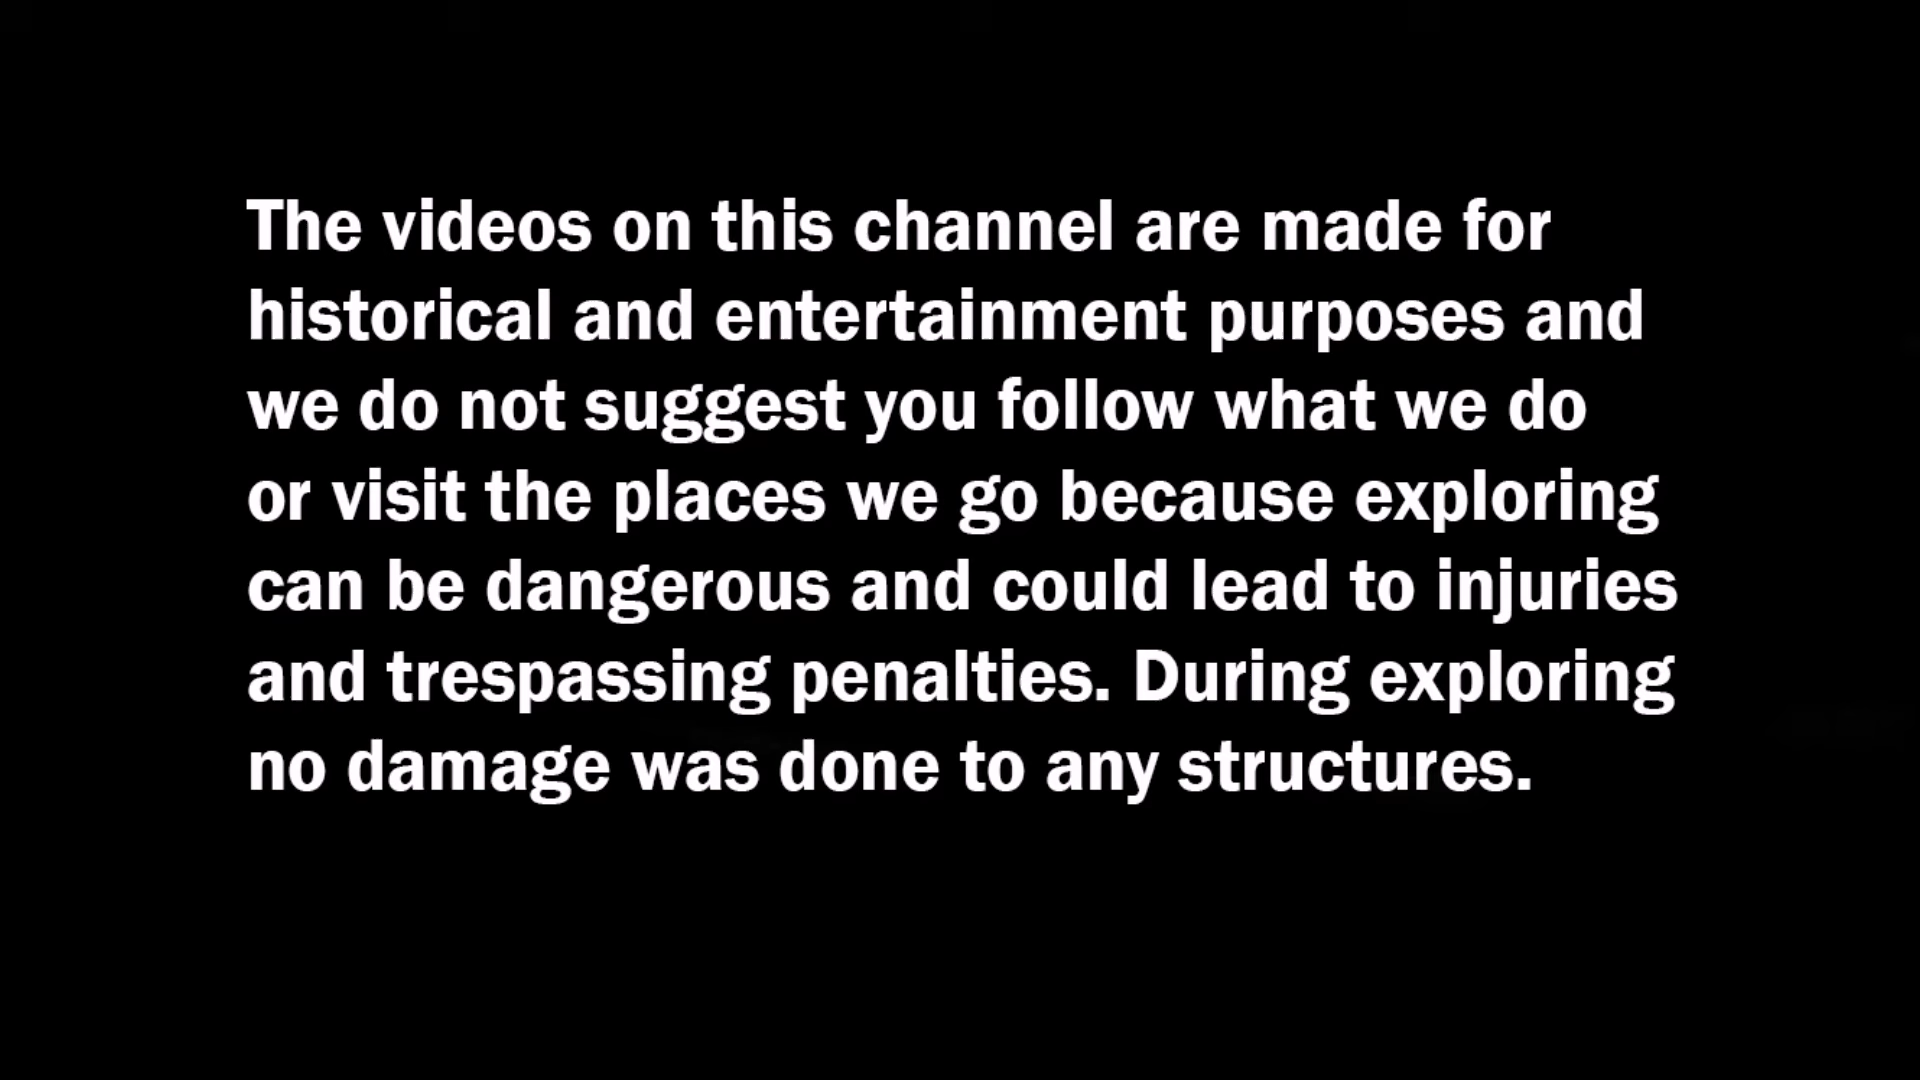 The videos on this channel are made for
historical and entertainment purposes and
we do not suggest you follow what we do
or visit the places we go because exploring
can be dangerous and could lead to injuries
and trespassing penalties. During exploring
no damage was done to any structures.